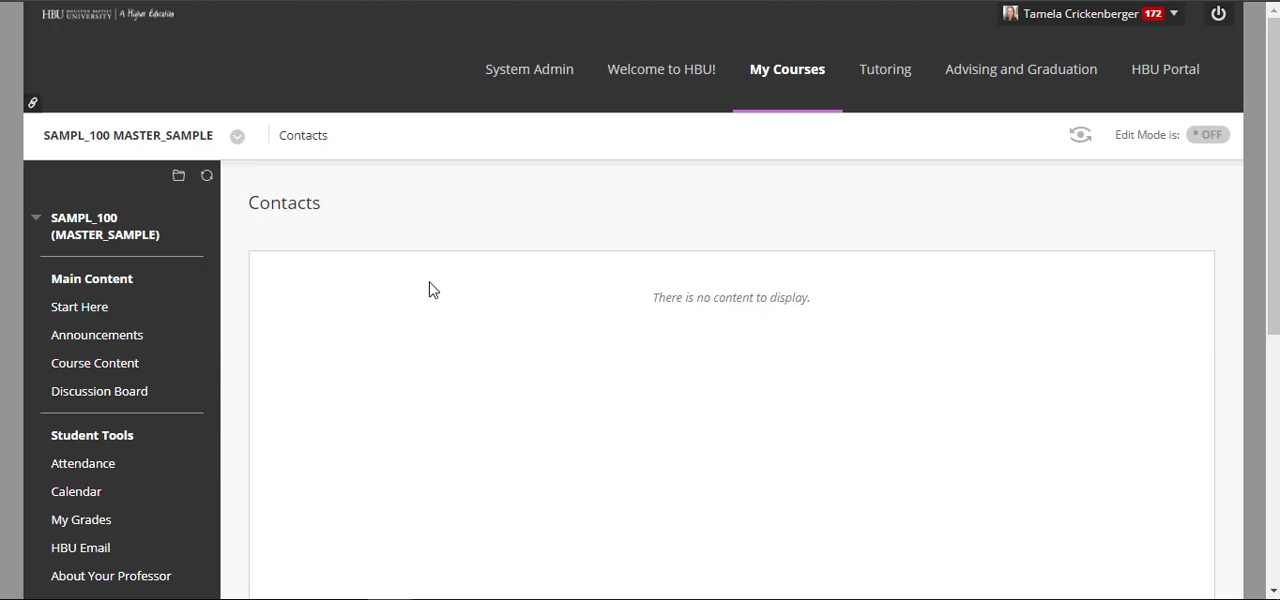 HBU HOUSTON BAPTIST UNIVERSITY | A Higher Education
Tamela Crickenberger 172
System Admin Welcome to HBU! My Courses Tutoring Advising and Graduation HBU Portal
SAMPL_100 MASTER_SAMPLE Contacts Edit Mode is: OFF
SAMPL_100
(MASTER_SAMPLE)
Main Content
Start Here
Announcements
Course Content
Discussion Board
Student Tools
Attendance
Calendar
My Grades
HBU Email
About Your Professor
Contacts
There is no content to display.